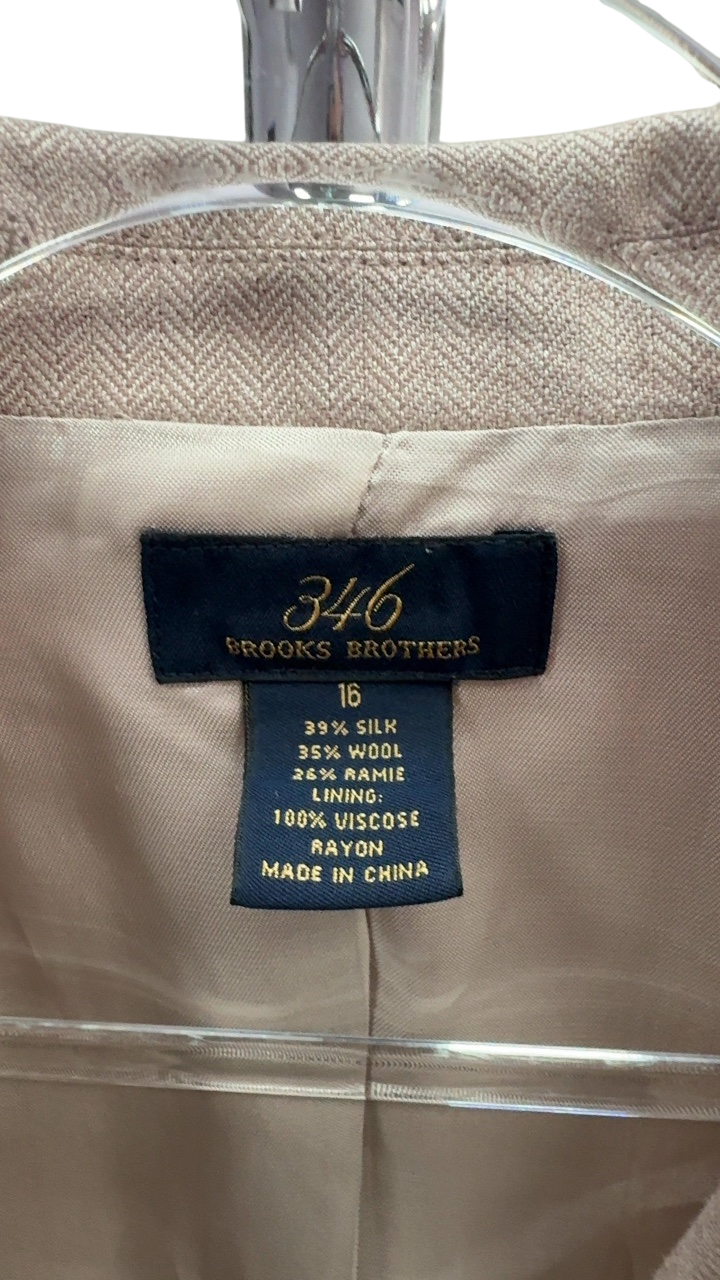 346
BROOKS BROTHERS
16
39% SILK
35% WOOL
26% RAMIE
LINING:
100% VISCOSE
RAYON
MADE IN CHINA